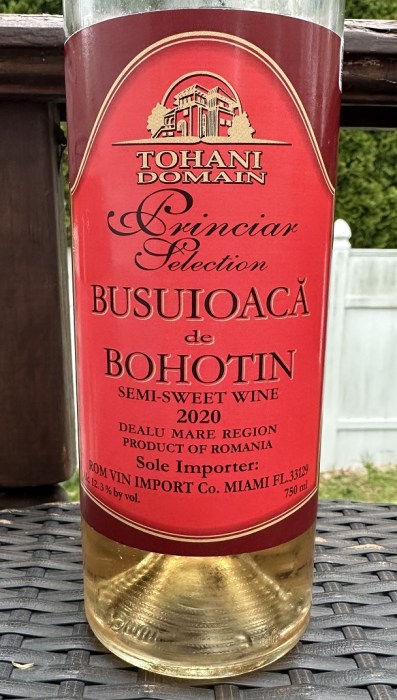 TOHANI
DOMAIN
Princiar
Selection
BUSUIOACĂ
de
BOHOTIN
SEMI-SWEET WINE
2020
DEALU MARE REGION
PRODUCT OF ROMANIA
Sole Importer:
ROM VIN IMPORT Co. MIAMI FL.33129
12.3% by vol. 750 ml